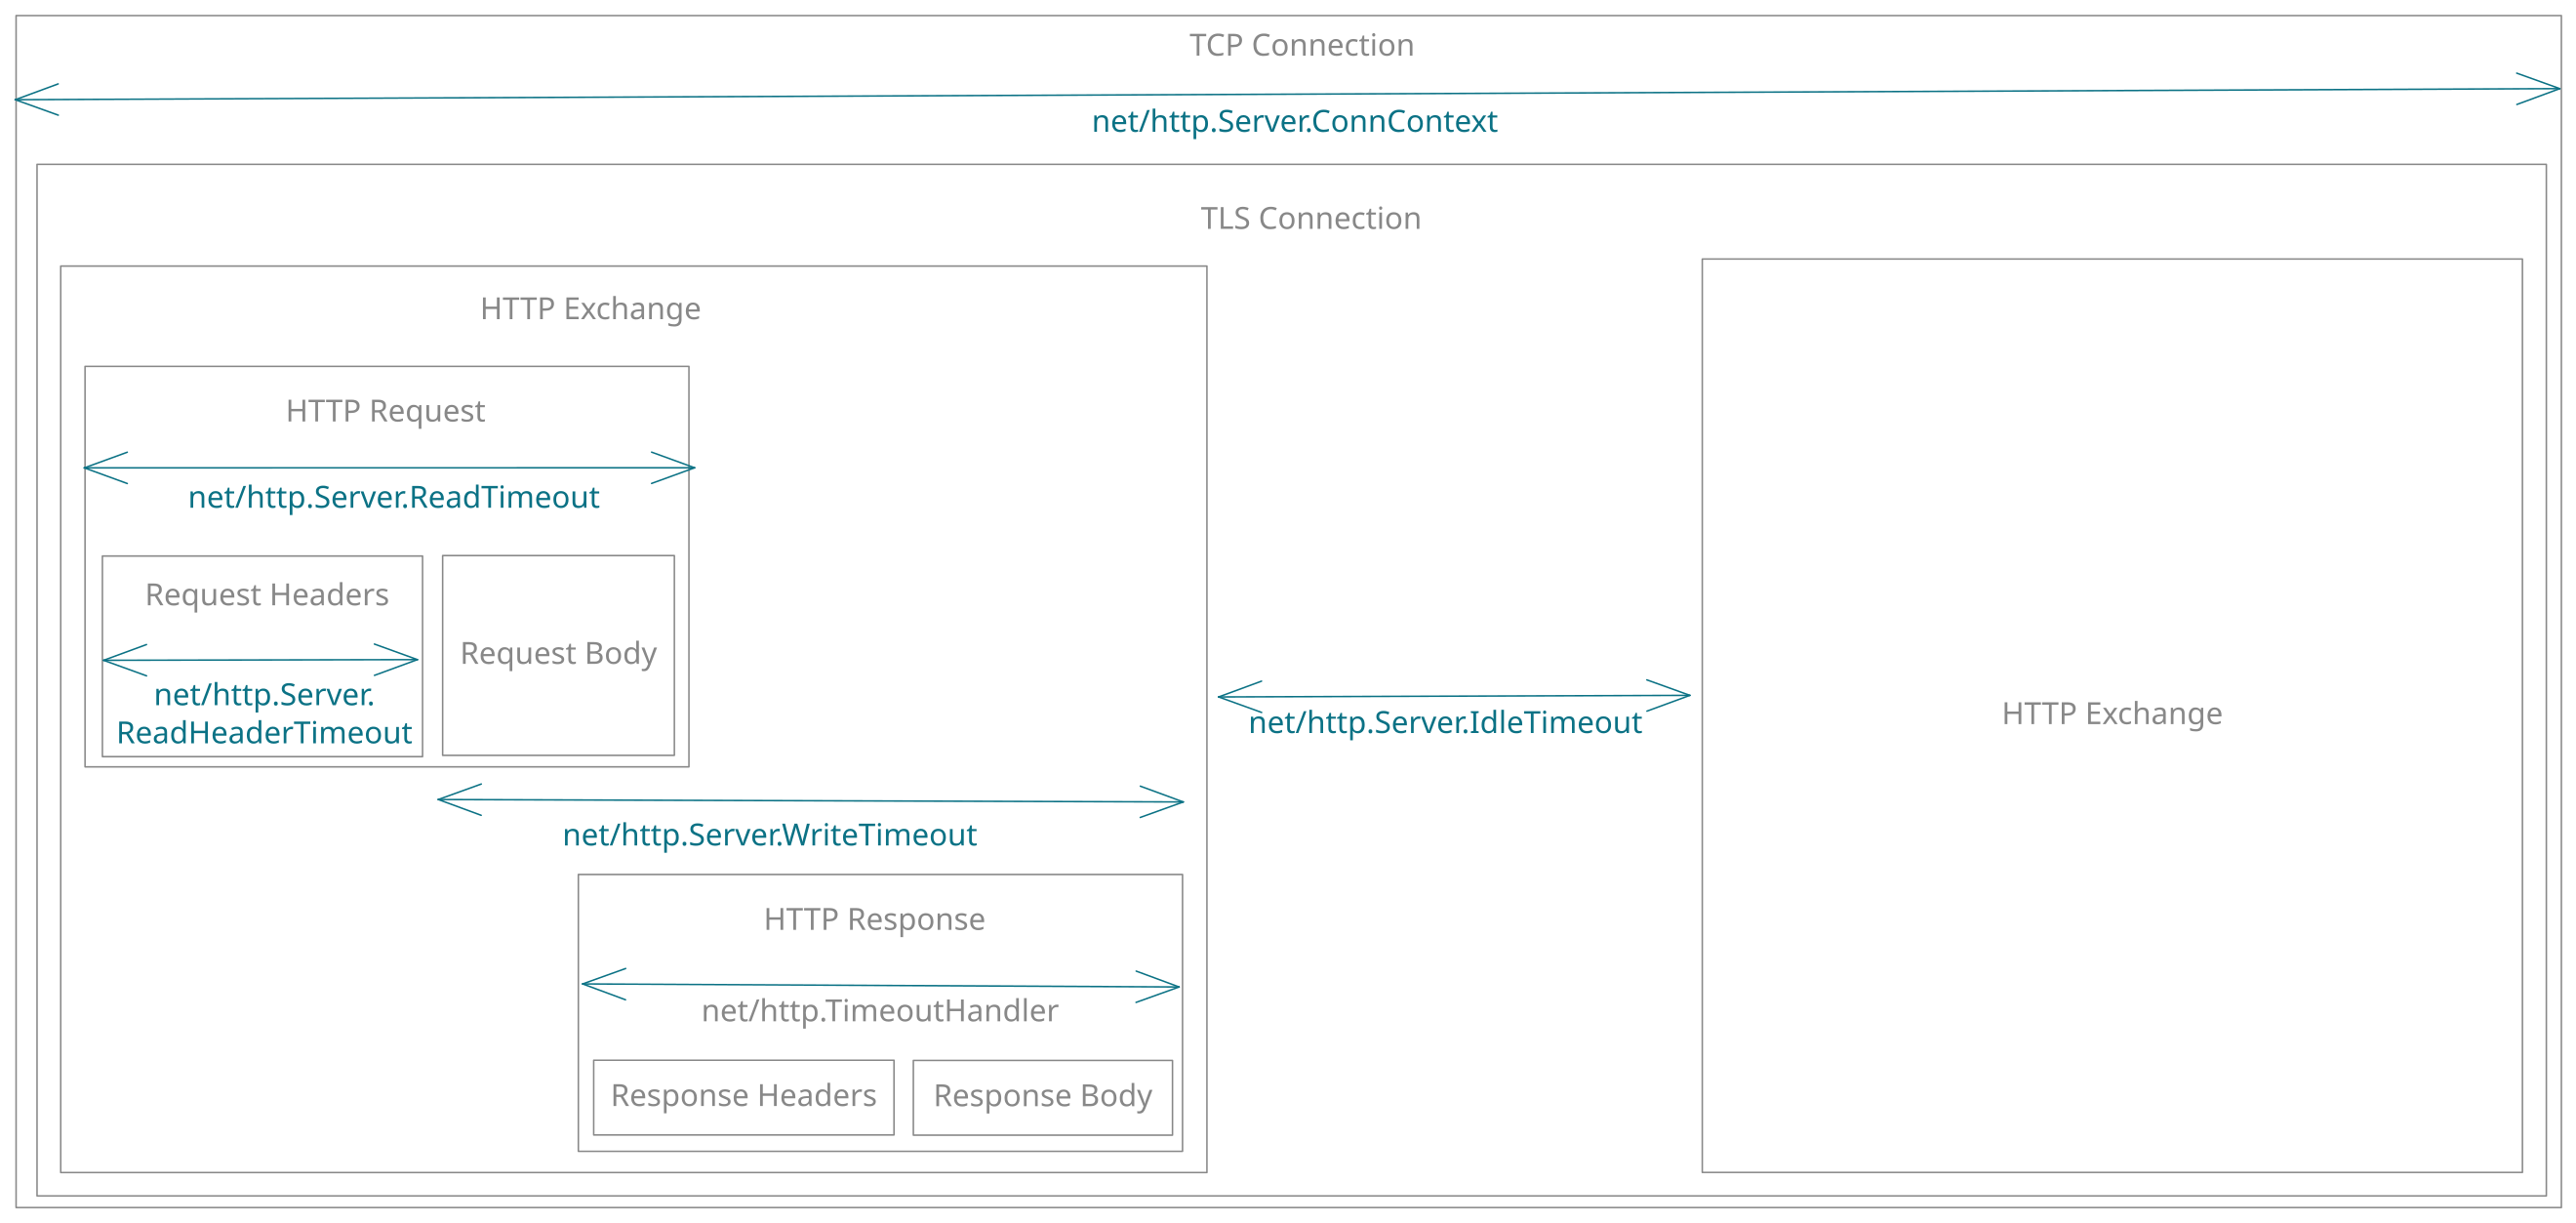 TCP Connection
net/http.Server.ConnContext
TLS Connection
HTTP Exchange
HTTP Request
net/http.Server.ReadTimeout
Request Headers
net/http.Server.
ReadHeaderTimeout
Request Body
net/http.Server.WriteTimeout
HTTP Response
net/http.TimeoutHandler
Response Headers
Response Body
net/http.Server.IdleTimeout
HTTP Exchange